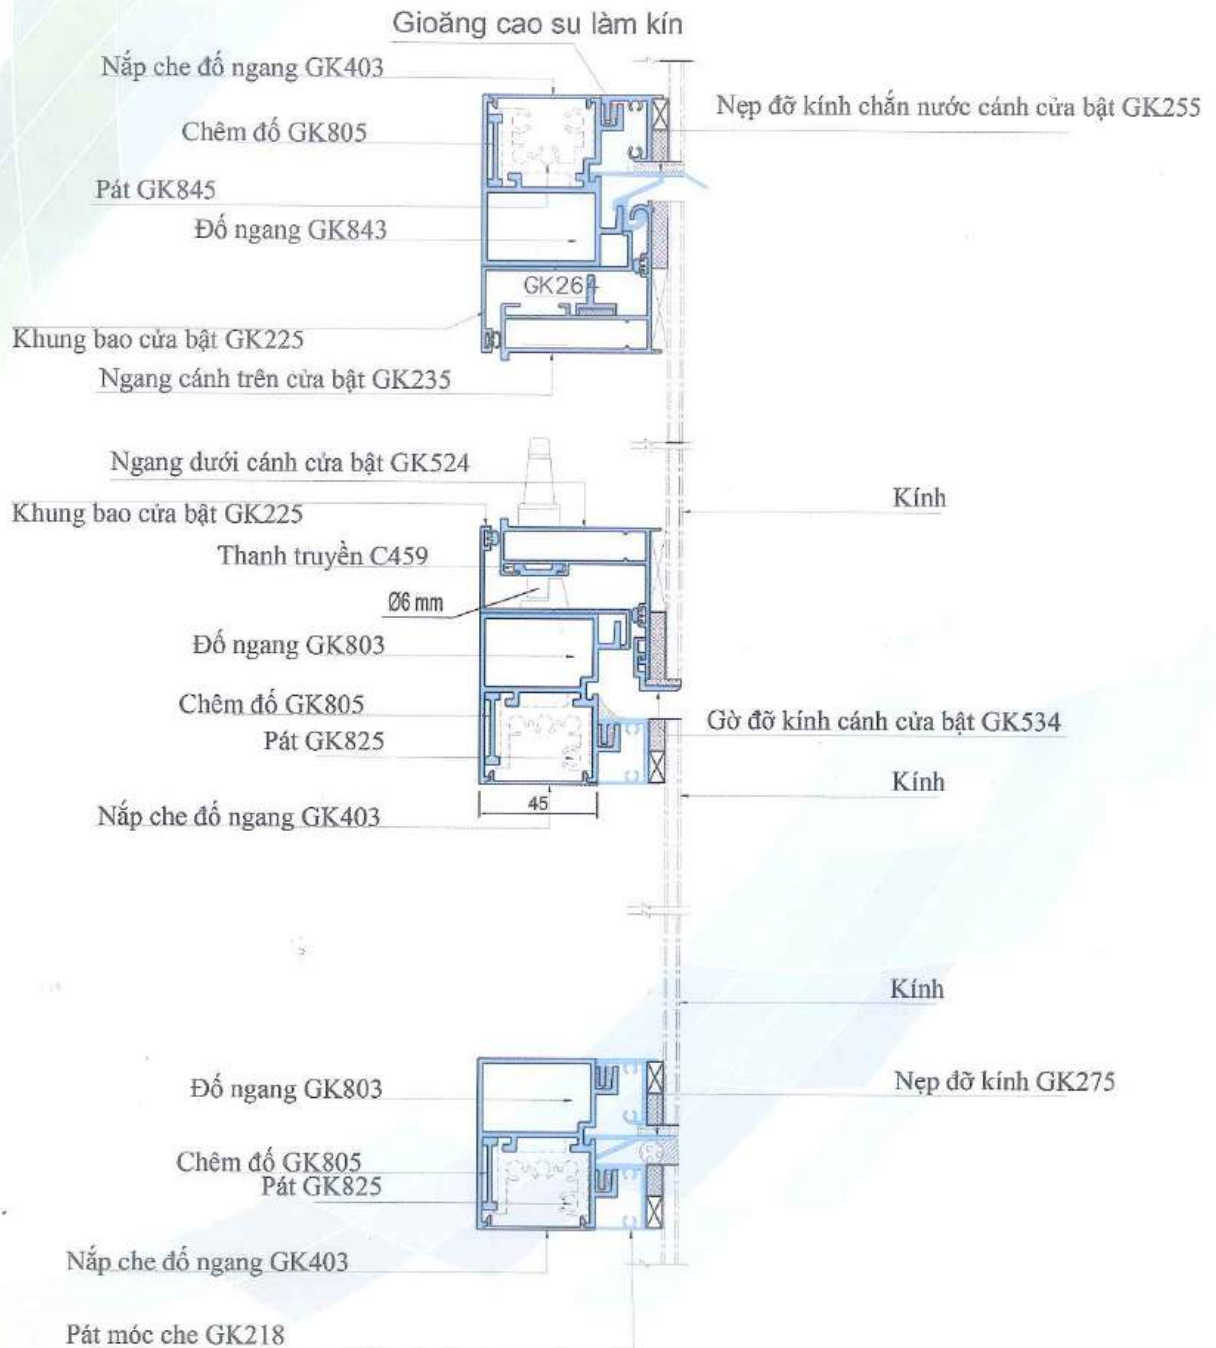 Gioăng cao su làm kín
Nắp che đố ngang GK403
Nẹp đỡ kính chắn nước cánh cửa bật GK255
Chêm đố GK805
Pát GK845
Đố ngang GK843
GK26
Khung bao cửa bật GK225
Ngang cánh trên cửa bật GK235
Ngang dưới cánh cửa bật GK524
Kính
Khung bao cửa bật GK225
Thanh truyền C459
Ø6 mm
Đố ngang GK803
Chêm đố GK805
Gờ đỡ kính cánh cửa bật GK534
Pát GK825
Kính
45
Nắp che đố ngang GK403
Kính
Đố ngang GK803
Nẹp đỡ kính GK275
Chêm đố GK805
Pát GK825
Nắp che đố ngang GK403
Pát móc che GK218